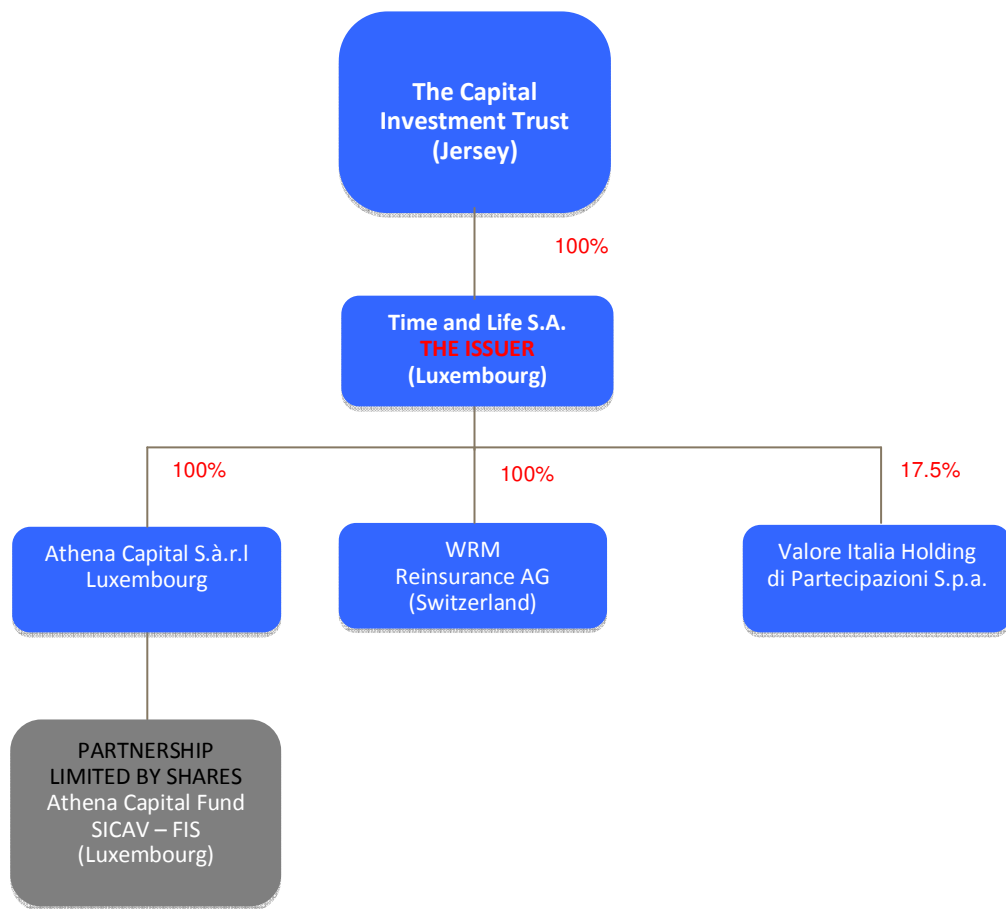 The Capital
Investment Trust
(Jersey)
100%
Time and Life S.A.
THE ISSUER
(Luxembourg)
100%
100%
17.5%
Athena Capital S.à.r.l
Luxembourg
WRM
Reinsurance AG
(Switzerland)
Valore Italia Holding
di Partecipazioni S.p.a.
PARTNERSHIP
LIMITED BY SHARES
Athena Capital Fund
SICAV – FIS
(Luxembourg)